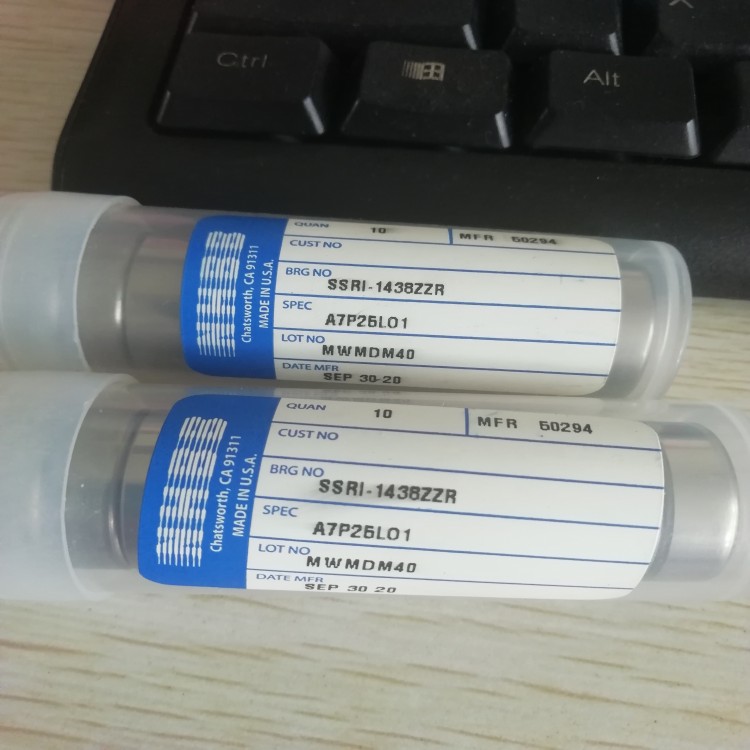 Ctrl
Alt
QUAN 10 MFR 50294
CUST NO
BRG NO SSRI-1438ZZR
SPEC A7P25LO1
LOT NO MWMDM40
DATE MFR SEP 30-20
Chatsworth, CA 91311
MADE IN U.S.A.
QUAN 10 MFR 50294
CUST NO
BRG NO SSRI-1438ZZR
SPEC A7P25LO1
LOT NO MWMDM40
DATE MFR SEP 30-20
Chatsworth, CA 91311
MADE IN U.S.A.